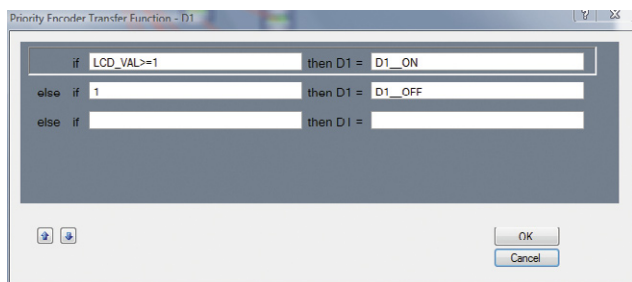 Priority Encoder Transfer Function - D1
if LCD_VAL>=1 then D1 = D1__ON
else if 1 then D1 = D1__OFF
else if then D1 =
OK
Cancel